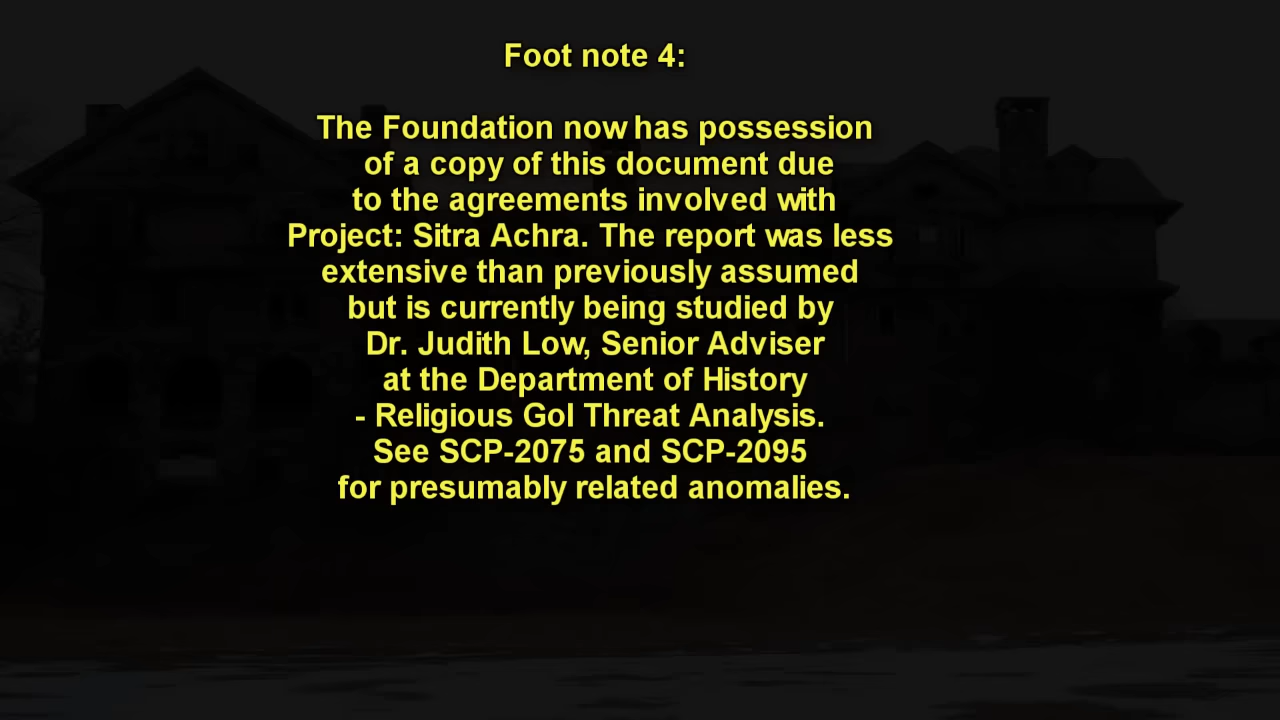 Foot note 4:
The Foundation now has possession
of a copy of this document due
to the agreements involved with
Project: Sitra Achra. The report was less
extensive than previously assumed
but is currently being studied by
Dr. Judith Low, Senior Adviser
at the Department of History
- Religious GoI Threat Analysis.
See SCP-2075 and SCP-2095
for presumably related anomalies.